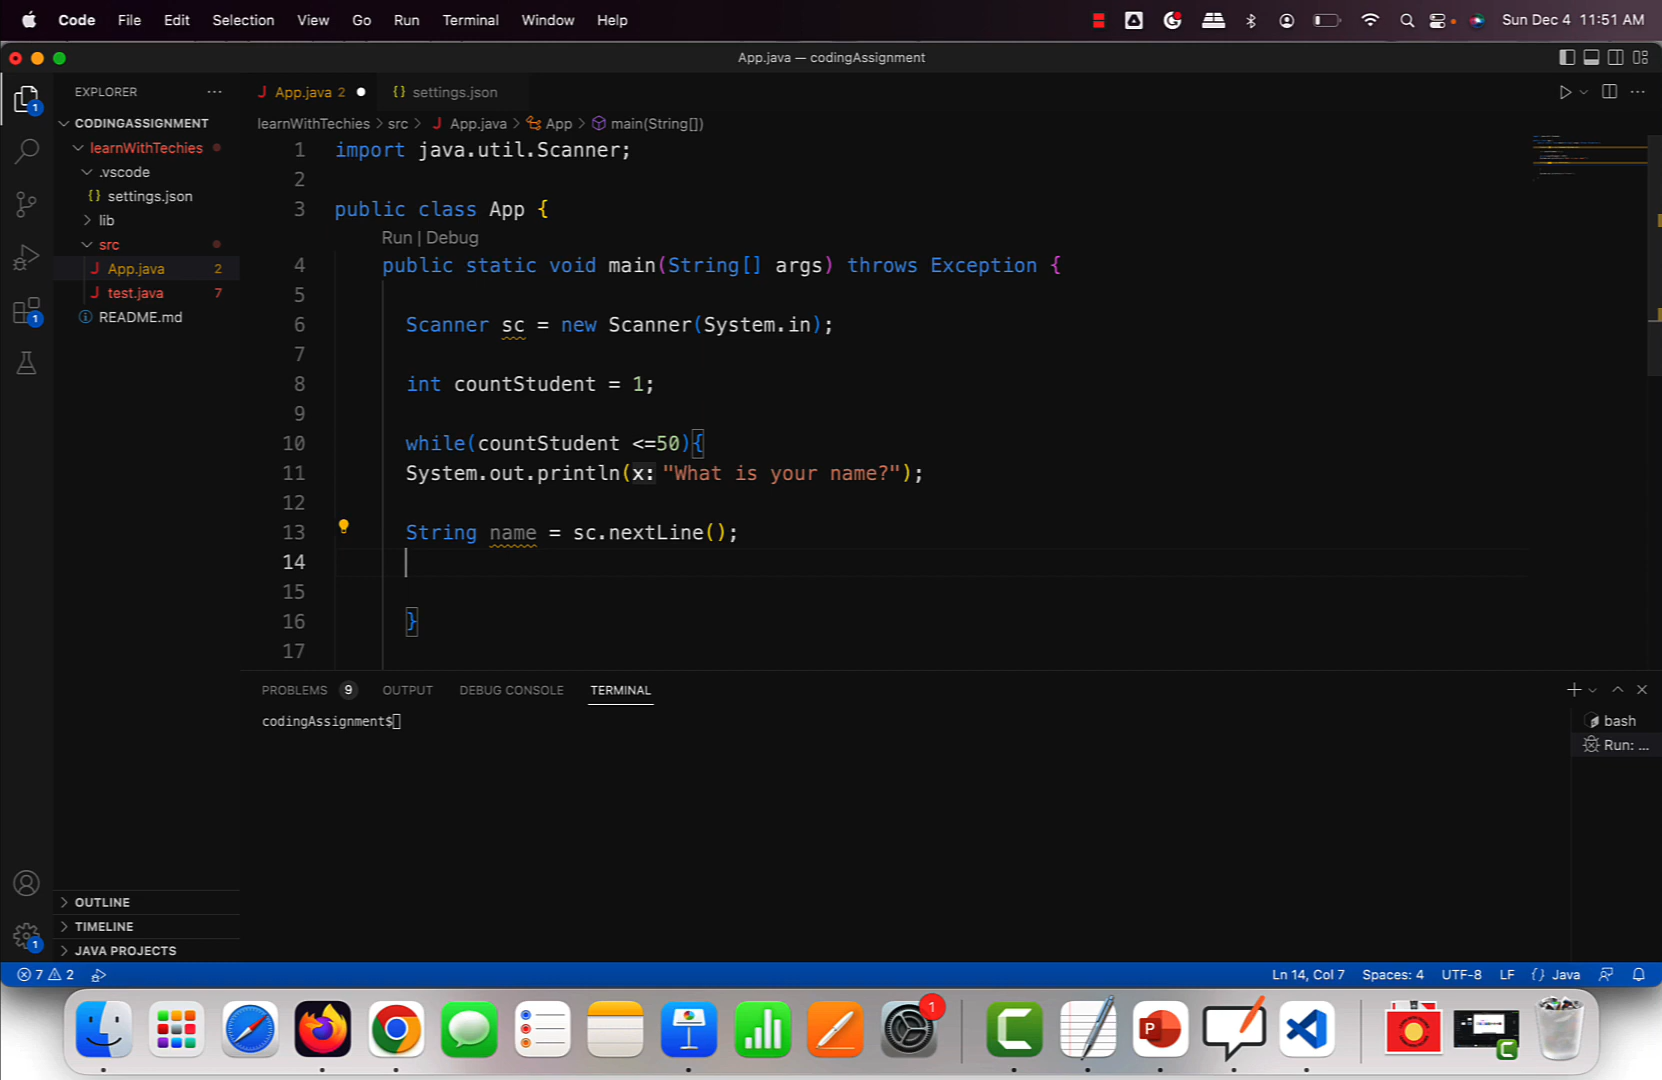 Code File Edit Selection View Go Run Terminal Window Help Sun Dec 4 11:51 AM
App.java — codingAssignment
EXPLORER
App.java 2 settings.json
CODINGASSIGNMENT
learnWithTechies
.vscode
settings.json
lib
src
App.java 2
test.java 7
README.md
learnWithTechies > src > App.java > App > main(String[])
1 import java.util.Scanner;
2
3 public class App {
Run | Debug
4 public static void main(String[] args) throws Exception {
5
6 Scanner sc = new Scanner(System.in);
7
8 int countStudent = 1;
9
10 while(countStudent <=50){
11 System.out.println(x: "What is your name?");
12
13 String name = sc.nextLine();
14
15
16 }
17
PROBLEMS 9 OUTPUT DEBUG CONSOLE TERMINAL
codingAssignment$
bash
Run: ...
1
1
1
OUTLINE
TIMELINE
JAVA PROJECTS
7 2 Ln 14, Col 7 Spaces: 4 UTF-8 LF {} Java
1